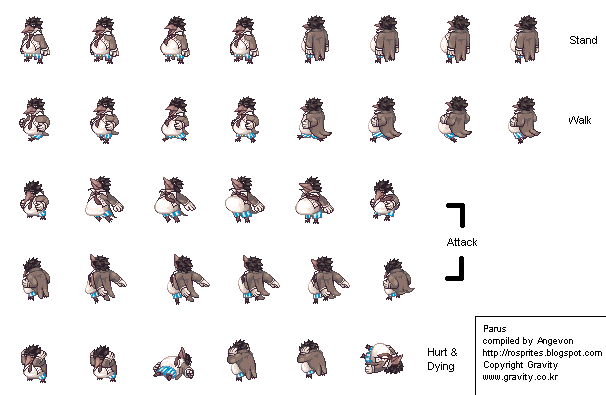 Stand
Walk
Attack
Hurt &
Dying
Parus
compiled by Angevon
http://rosprites.blogspot.com
Copyright Gravity
www.gravity.co.kr